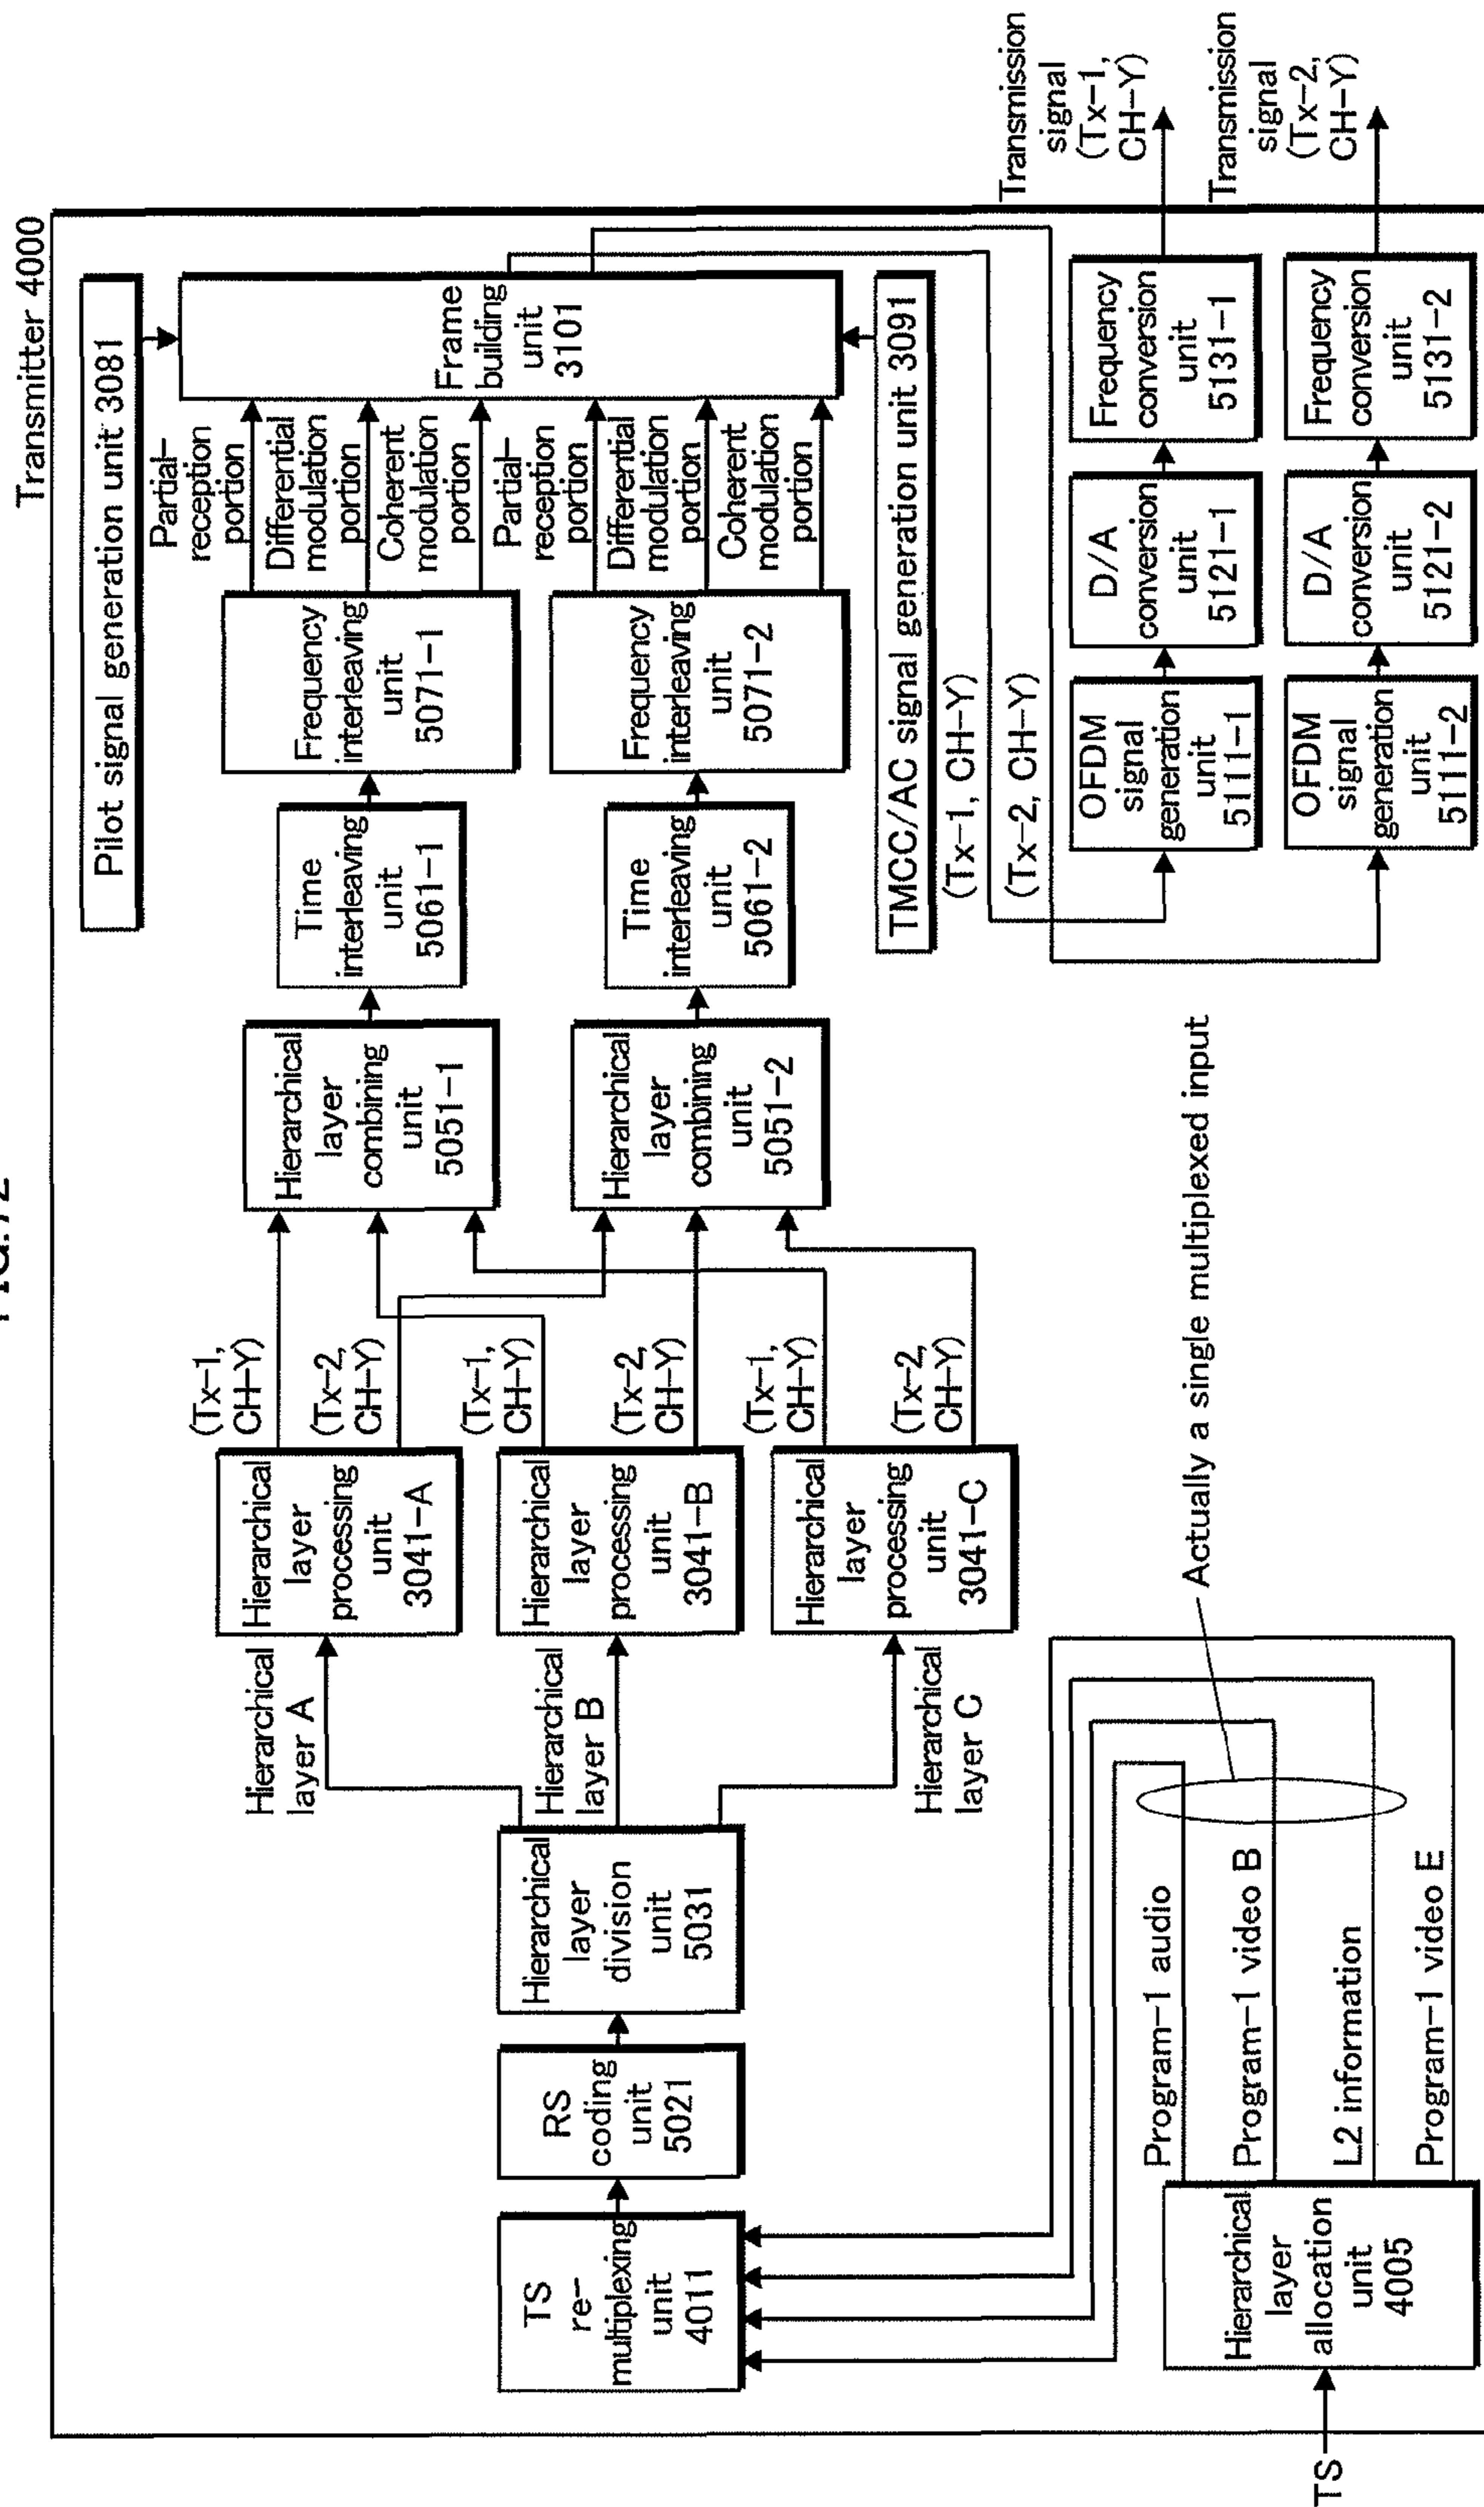 Transmitter 4000
Pilot signal generation unit 3081
Partial-
reception
portion
Differential
modulation
portion
Coherent
modulation
portion
Partial-
reception
portion
Differential
modulation
portion
Coherent
modulation
portion
Frame
building
unit
3101
Frequency
interleaving
unit
5071-1
Frequency
interleaving
unit
5071-2
Time
interleaving
unit
5061-1
Time
interleaving
unit
5061-2
TMCC/AC signal generation unit 3091
Hierarchical
layer
combining
unit
5051-1
Hierarchical
layer
combining
unit
5051-2
(Tx-1,
CH-Y)
(Tx-2,
CH-Y)
(Tx-1,
CH-Y)
(Tx-2,
CH-Y)
(Tx-1,
CH-Y)
(Tx-2,
CH-Y)
Hierarchical
layer
processing
unit
3041-A
Hierarchical
layer
processing
unit
3041-B
Hierarchical
layer
processing
unit
3041-C
Hierarchical
layer A
Hierarchical
layer B
Hierarchical
layer C
Hierarchical
layer
division
unit
5031
RS
coding
unit
5021
TS
re-
multiplexing
unit
4011
TS
Hierarchical
layer
allocation
unit
4005
Program-1 audio
Program-1 video B
L2 information
Program-1 video E
Actually a single multiplexed input
(Tx-1, CH-Y)
(Tx-2, CH-Y)
OFDM
signal
generation
unit
5111-1
D/A
conversion
unit
5121-1
Frequency
conversion
unit
5131-1
Transmission
signal
(Tx-1,
CH-Y)
OFDM
signal
generation
unit
5111-2
D/A
conversion
unit
5121-2
Frequency
conversion
unit
5131-2
Transmission
signal
(Tx-2,
CH-Y)